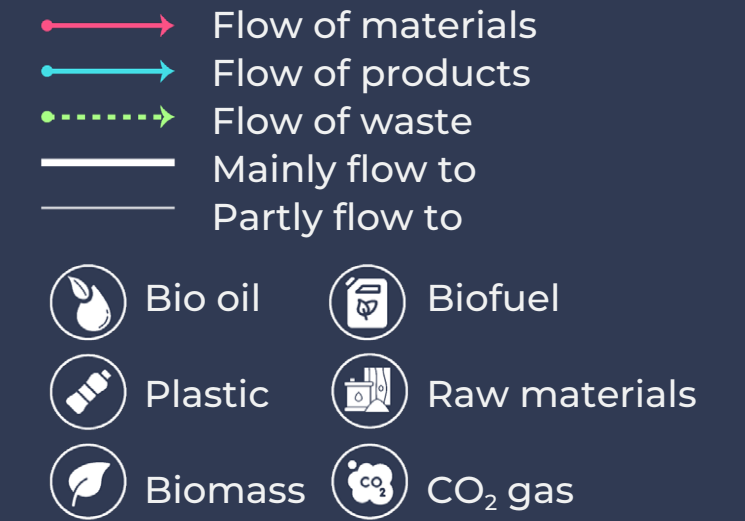 Flow of materials
Flow of products
Flow of waste
Mainly flow to
Partly flow to
Bio oil Biofuel
Plastic Raw materials
Biomass CO₂ CO₂ gas